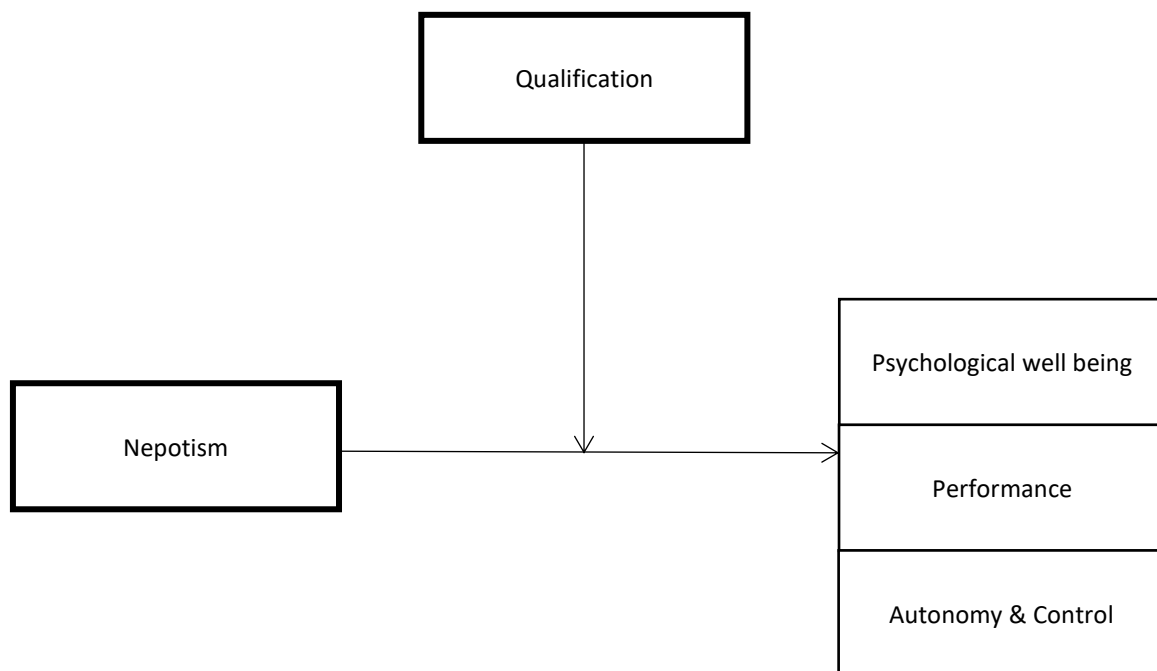 Qualification
Psychological well being
Nepotism
Performance
Autonomy & Control